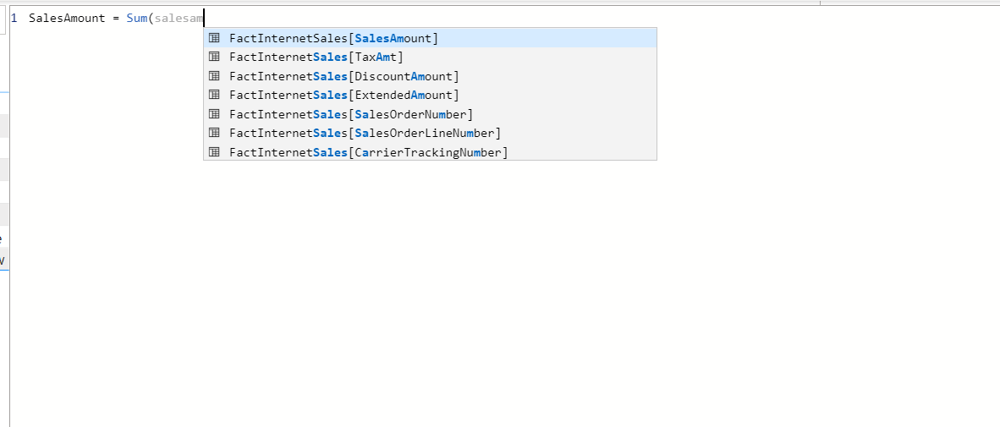 1 SalesAmount = Sum(salesam
FactInternetSales[SalesAmount]
FactInternetSales[TaxAmt]
FactInternetSales[DiscountAmount]
FactInternetSales[ExtendedAmount]
FactInternetSales[SalesOrderNumber]
FactInternetSales[SalesOrderLineNumber]
FactInternetSales[CarrierTrackingNumber]